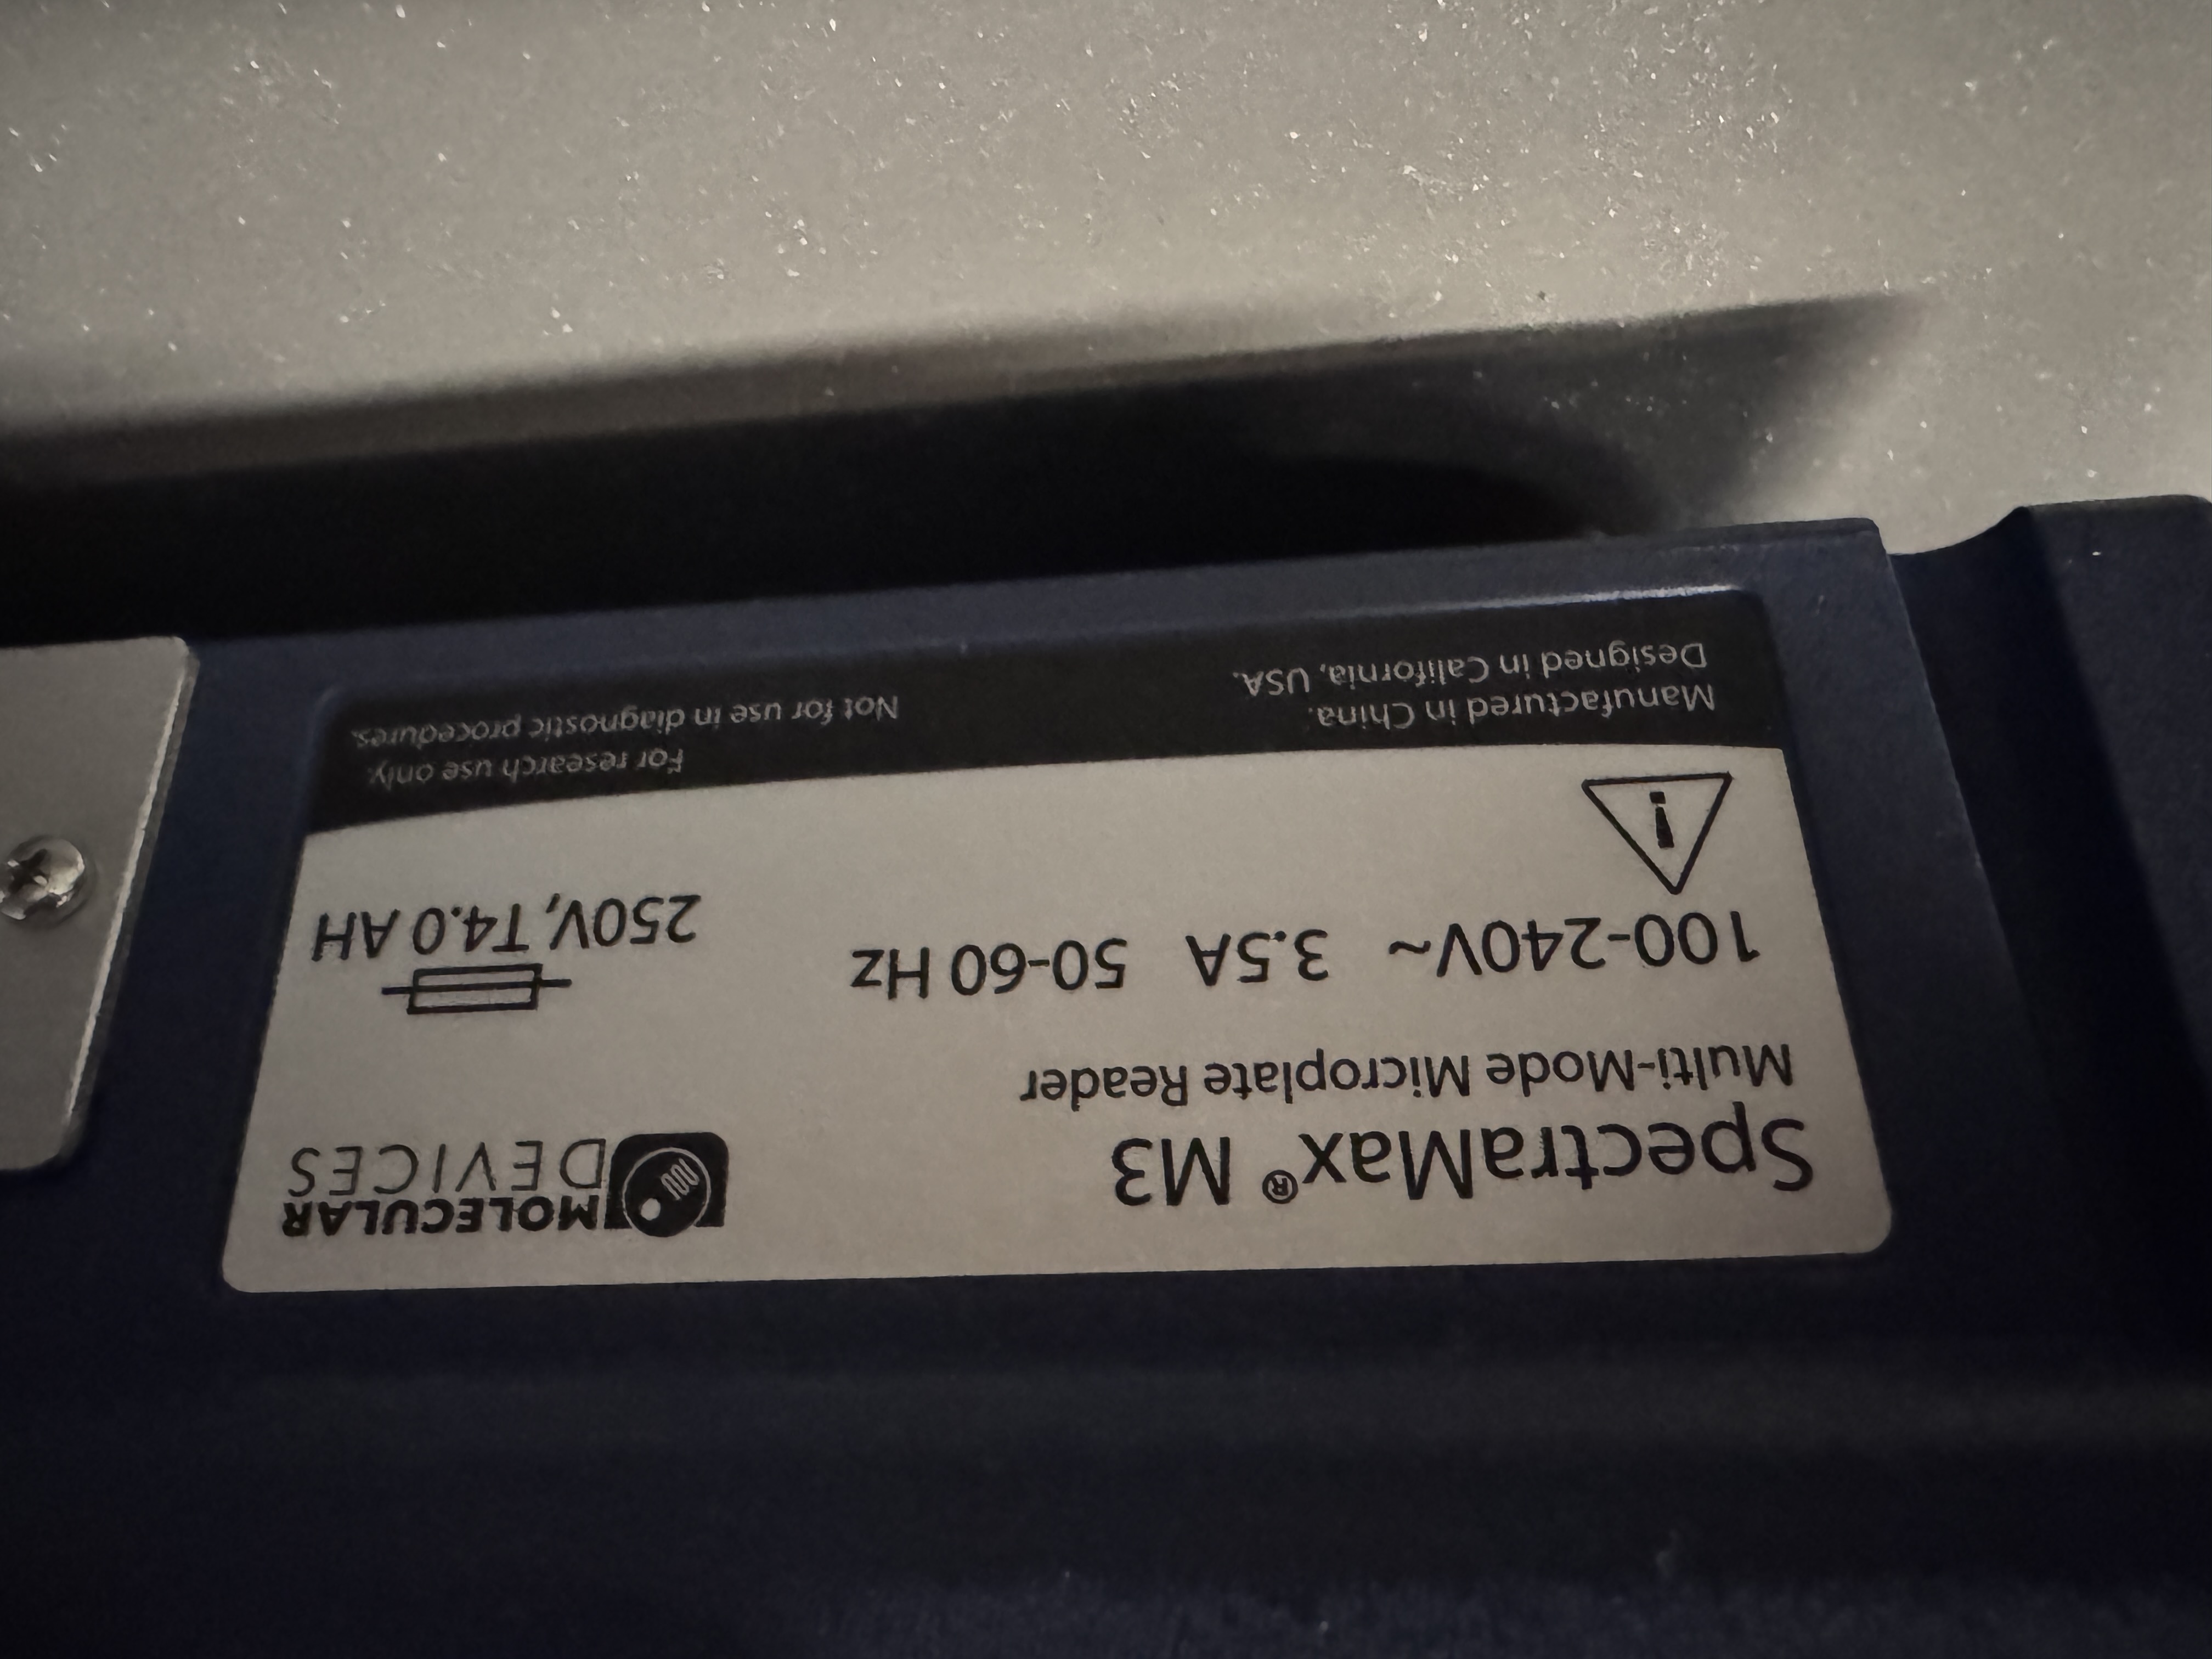 SpectraMax® M3
Multi-Mode Microplate Reader
MOLECULAR
DEVICES
100-240V~ 3.5A 50-60 Hz
250V, T4.0 AH
!
Manufactured in China.
Designed in California, USA.
For research use only.
Not for use in diagnostic procedures.